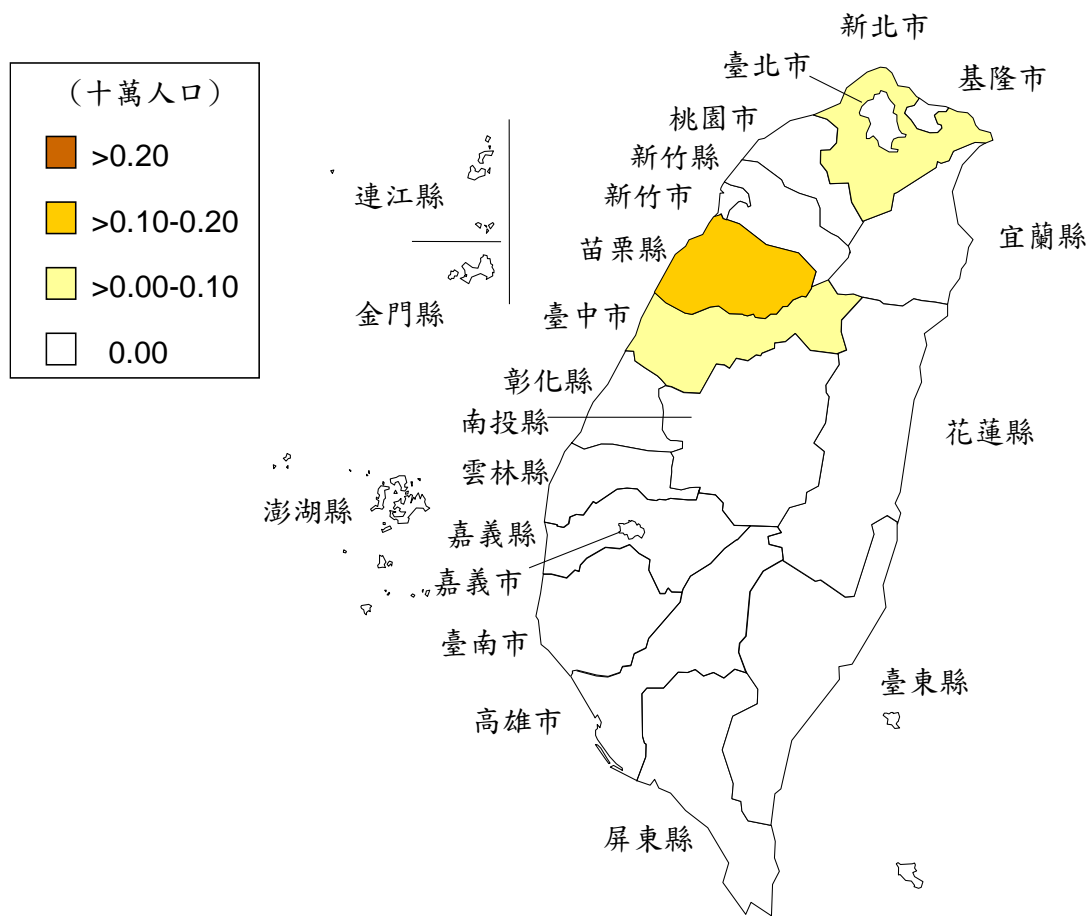 （十萬人口）
>0.20
>0.10-0.20
>0.00-0.10
0.00
新北市
臺北市
基隆市
桃園市
新竹縣
新竹市
連江縣
苗栗縣
宜蘭縣
金門縣
臺中市
彰化縣
南投縣
花蓮縣
雲林縣
澎湖縣
嘉義縣
嘉義市
臺南市
臺東縣
高雄市
屏東縣